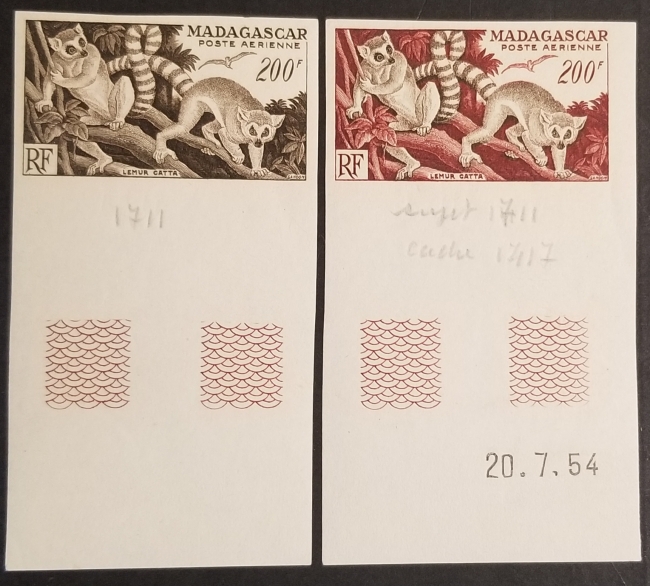 MADAGASCAR
POSTE AERIENNE
200F
RF
LEMUR CATTA
1711
MADAGASCAR
POSTE AERIENNE
200F
RF
LEMUR CATTA
sujet 1711
cadre 1417
20.7.54